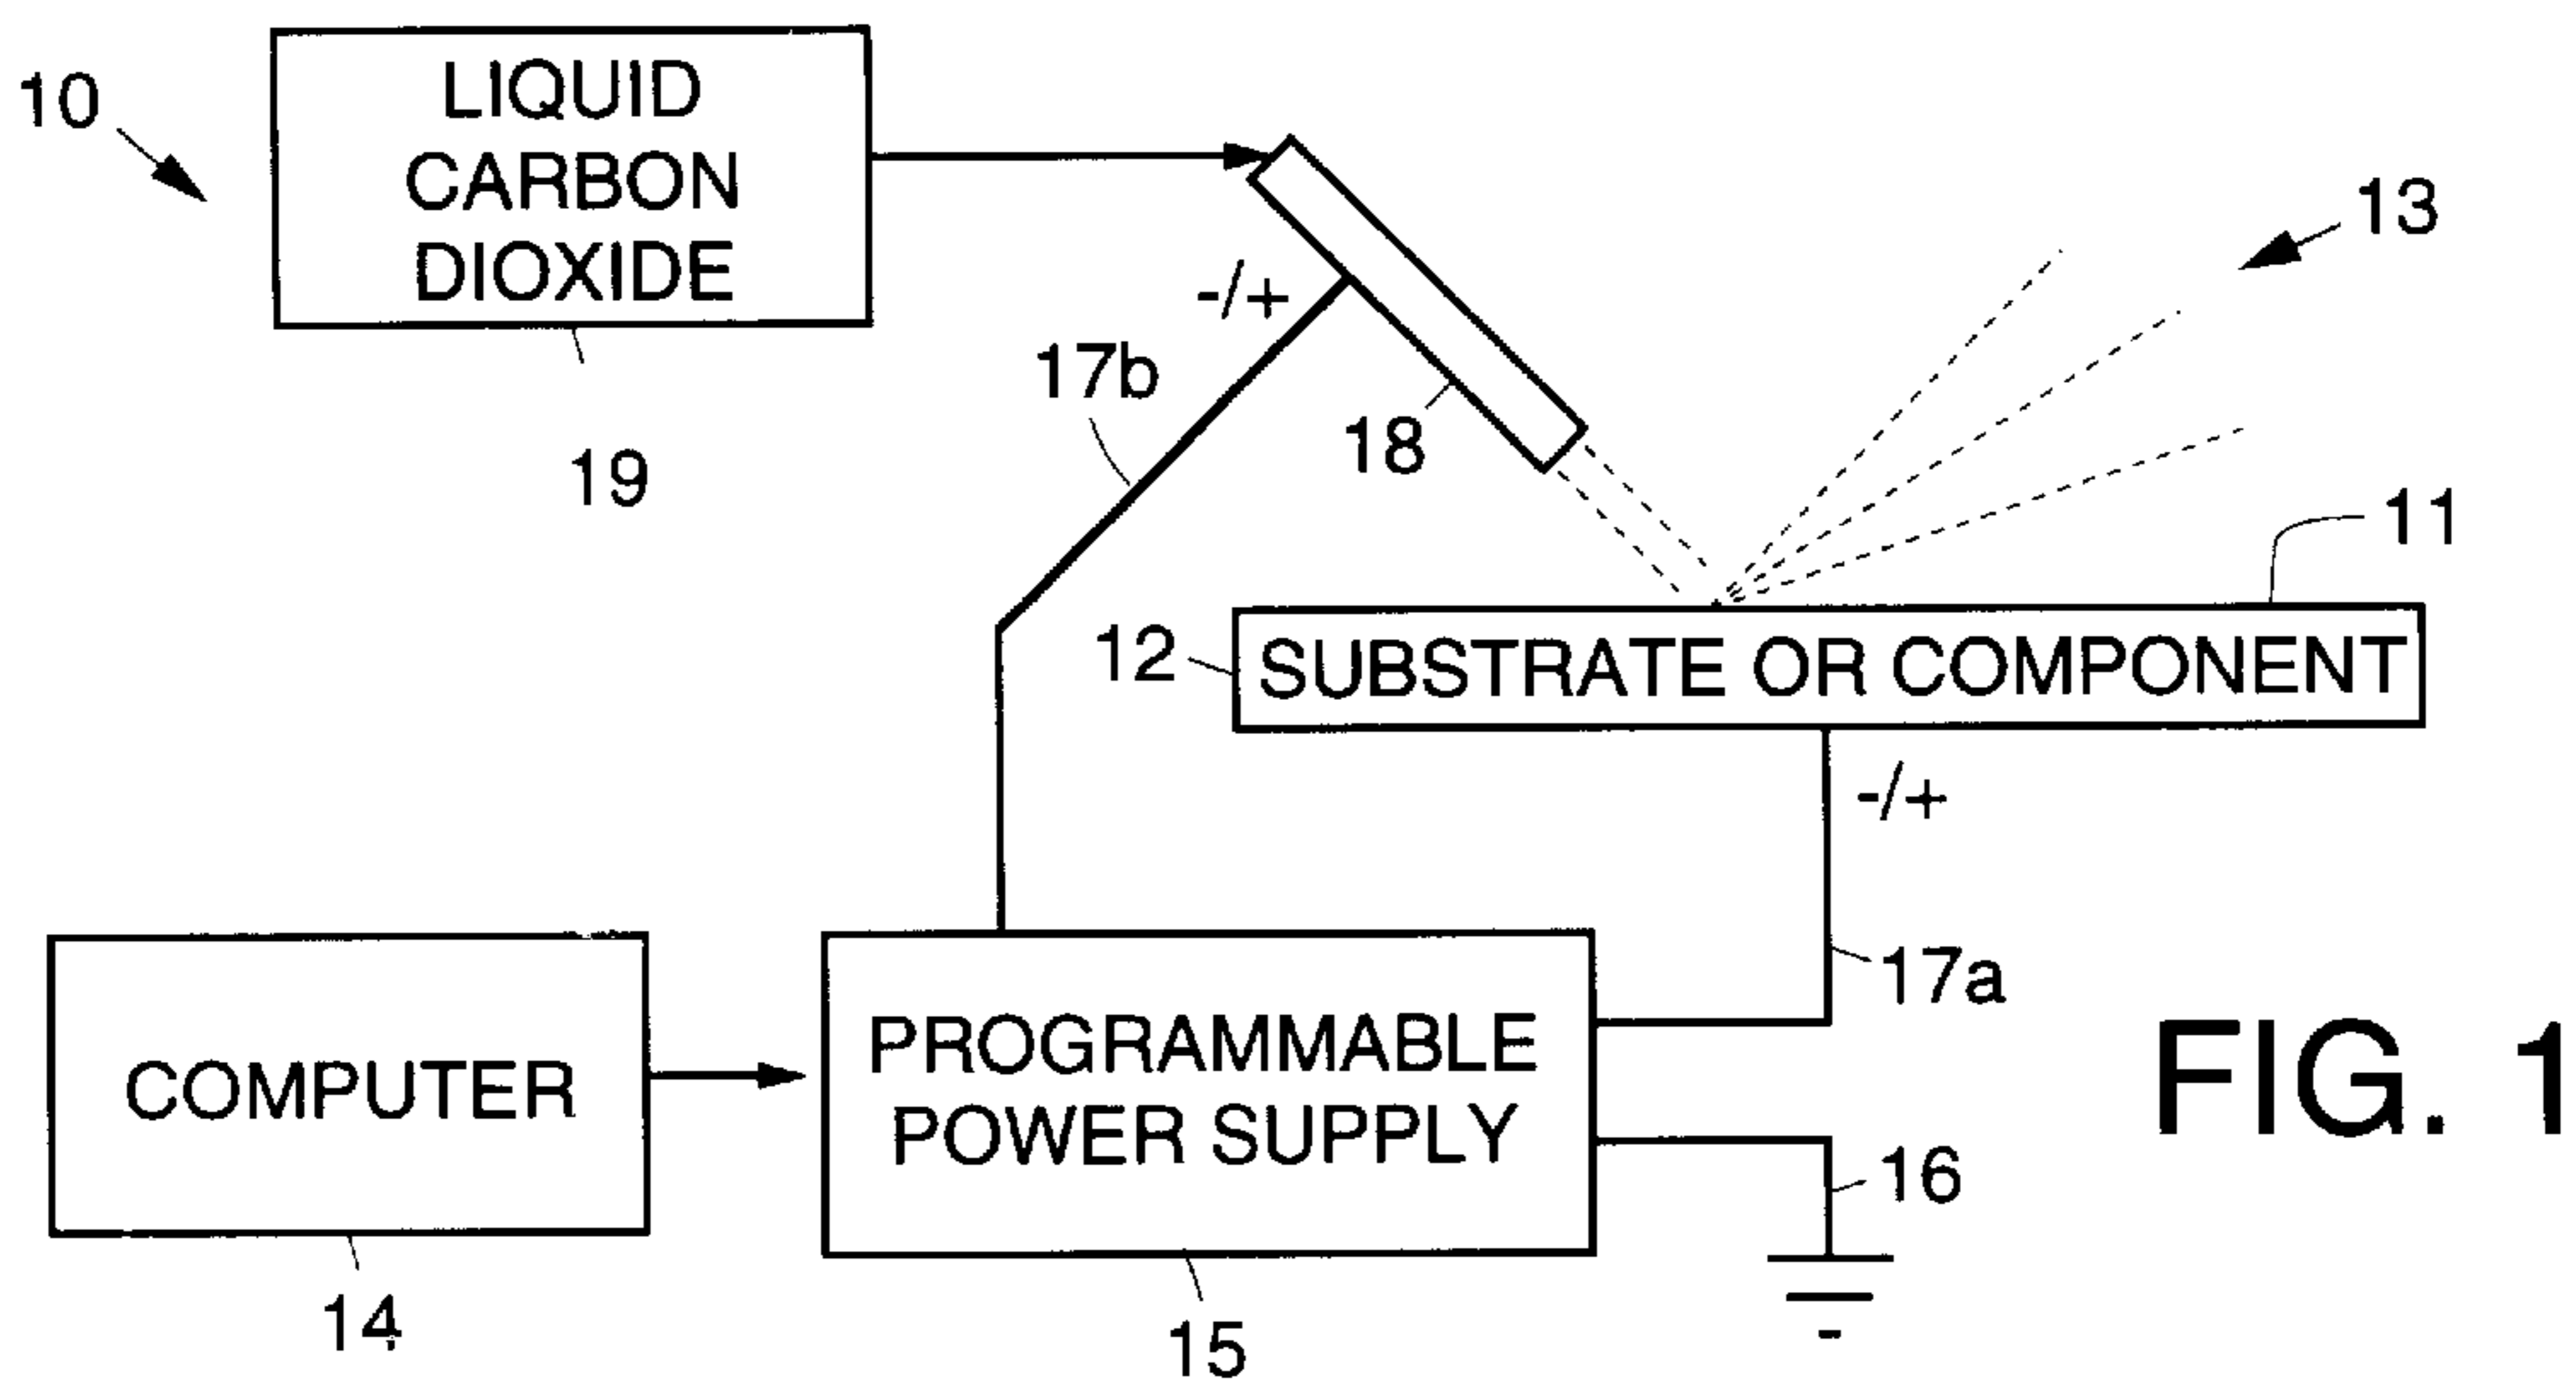 10
LIQUID
CARBON
DIOXIDE
19
-/+
17b
18
13
11
12
SUBSTRATE OR COMPONENT
-/+
17a
COMPUTER
14
PROGRAMMABLE
POWER SUPPLY
15
16
-
FIG. 1